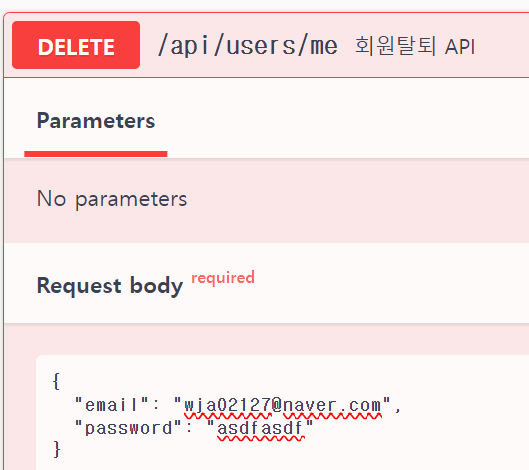 DELETE /api/users/me 회원탈퇴 API
Parameters
No parameters
Request body required
{
"email": "wja02127@naver.com",
"password": "asdfasdf"
}